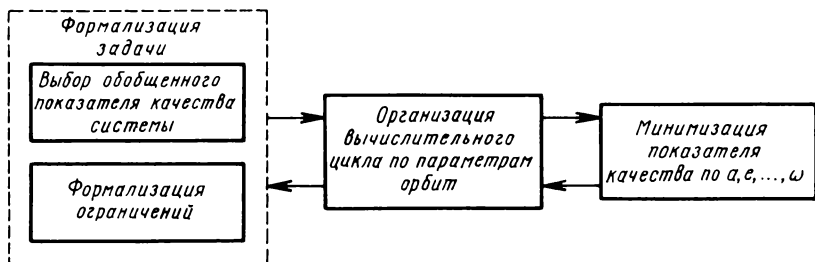 Формализация
задачи
Выбор обобщенного
показателя качества
системы
Формализация
ограничений
Организация
вычислительного
цикла по параметрам
орбит
Минимизация
показателя
качества по a, e, ..., ω